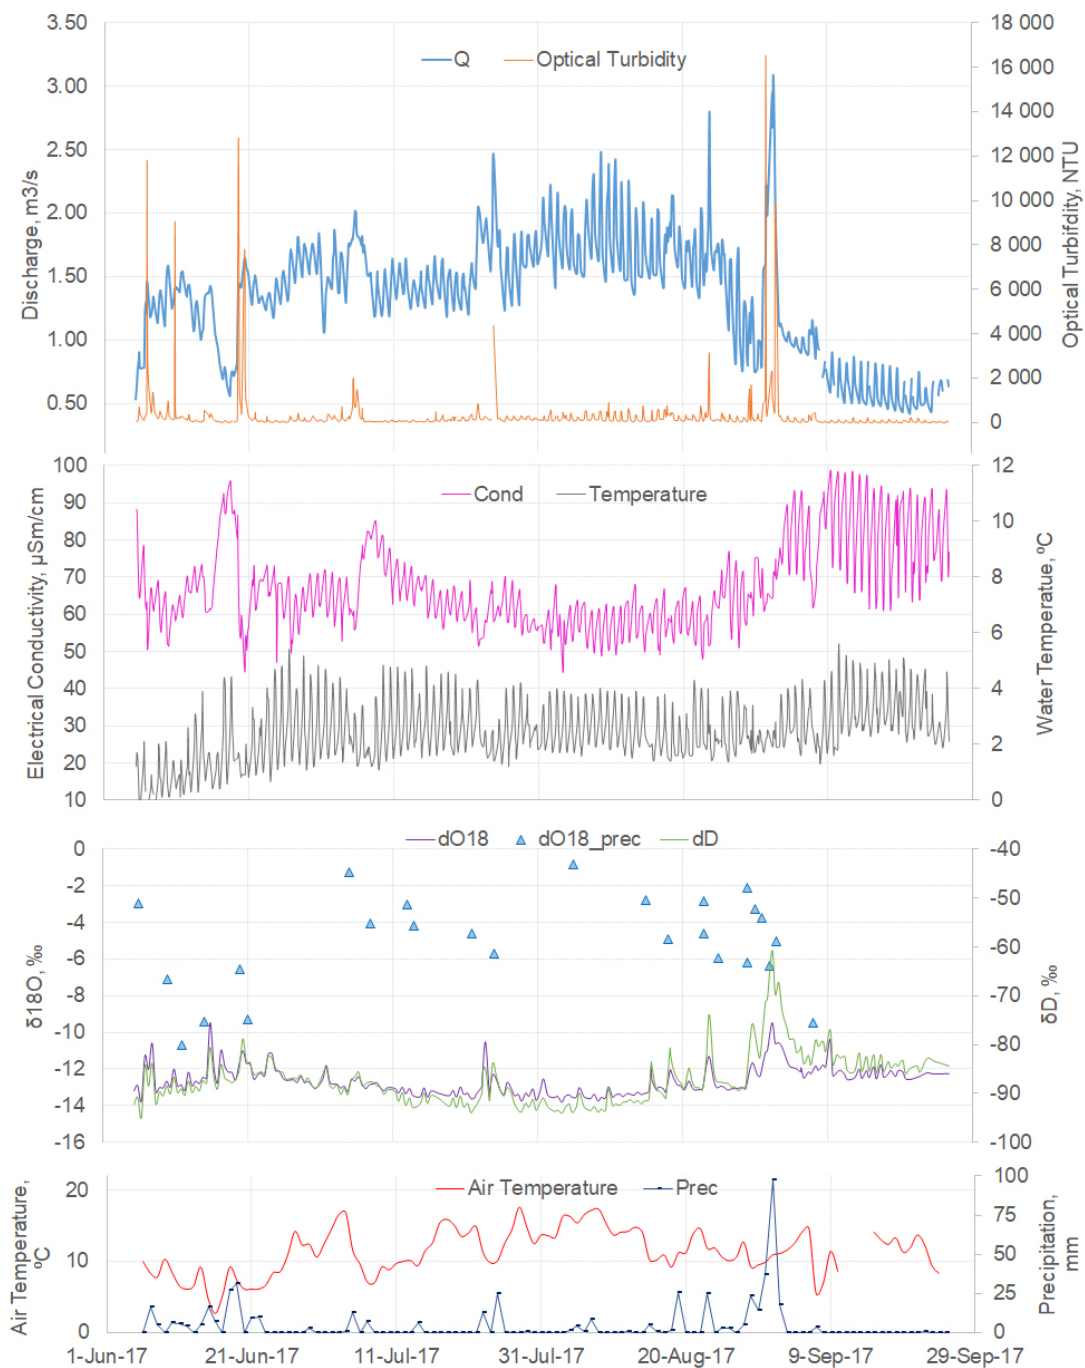 3.50
3.00
2.50
2.00
1.50
1.00
0.50
Discharge, m3/s
Q
Optical Turbidity
18 000
16 000
14 000
12 000
10 000
8 000
6 000
4 000
2 000
0
Optical Turbifdity, NTU
100
90
80
70
60
50
40
30
20
10
Electrical Conductivity, µSm/cm
Cond
Temperature
12
10
8
6
4
2
0
Water Temperatue, ºC
0
-2
-4
-6
-8
-10
-12
-14
-16
δ18O, ‰
dO18
dO18_prec
dD
-40
-50
-60
-70
-80
-90
-100
δD, ‰
20
10
0
Air Temperature,
ºC
Air Temperature
Prec
100
75
50
25
0
Precipitation,
mm
1-Jun-17
21-Jun-17
11-Jul-17
31-Jul-17
20-Aug-17
9-Sep-17
29-Sep-17